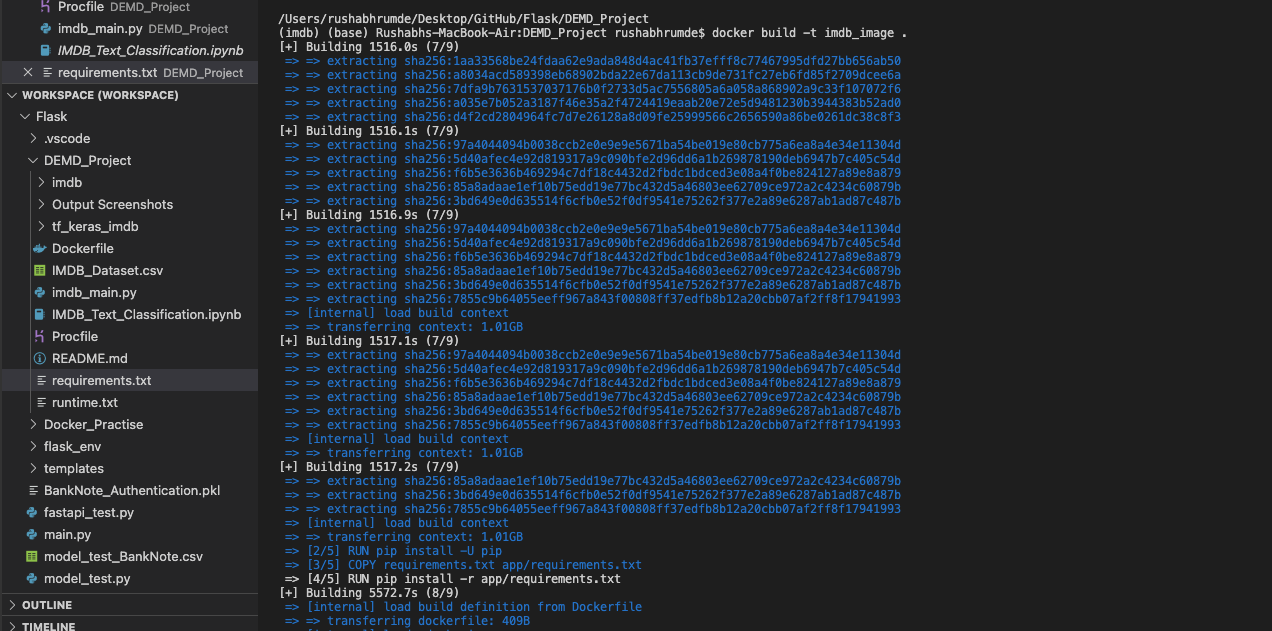 Procfile DEMD_Project
imdb_main.py DEMD_Project
IMDB_Text_Classification.ipynb
requirements.txt DEMD_Project
WORKSPACE (WORKSPACE)
Flask
.vscode
DEMD_Project
imdb
Output Screenshots
tf_keras_imdb
Dockerfile
IMDB_Dataset.csv
imdb_main.py
IMDB_Text_Classification.ipynb
Procfile
README.md
requirements.txt
runtime.txt
Docker_Practise
flask_env
templates
BankNote_Authentication.pkl
fastapi_test.py
main.py
model_test_BankNote.csv
model_test.py
OUTLINE
TIMELINE
/Users/rushabhrumde/Desktop/GitHub/Flask/DEMD_Project
(imdb) (base) Rushabhs-MacBook-Air:DEMD_Project rushabhrumde$ docker build -t imdb_image .
[+] Building 1516.0s (7/9)
=> => extracting sha256:1aa33568be24fdaa62e9ada848d4ac41fb37efff8c77467995dfd27bb656ab50
=> => extracting sha256:a8034acd589398eb68902bda22e67da113cb9de731fc27eb6fd85f2709dcee6a
=> => extracting sha256:7dfa9b7631537037176b0f2733d5ac7556805a6a058a868902a9c33f107072f6
=> => extracting sha256:a035e7b052a3187f46e35a2f4724419eaab20e72e5d9481230b3944383b52ad0
=> => extracting sha256:d4f2cd2804964fc7d7e26128a8d09fe25999566c2656590a86be0261dc38c8f3
[+] Building 1516.1s (7/9)
=> => extracting sha256:97a4044094b0038ccb2e0e9e9e5671ba54be019e80cb775a6ea8a4e34e11304d
=> => extracting sha256:5d40afec4e92d819317a9c090bfe2d96dd6a1b269878190deb6947b7c405c54d
=> => extracting sha256:f6b5e3636b469294c7df18c4432d2fbdc1bdced3e08a4f0be824127a89e8a879
=> => extracting sha256:85a8adaae1ef10b75edd19e77bc432d5a46803ee62709ce972a2c4234c60879b
=> => extracting sha256:3bd649e0d635514f6cfb0e52f0df9541e75262f377e2a89e6287ab1ad87c487b
[+] Building 1516.9s (7/9)
=> => extracting sha256:97a4044094b0038ccb2e0e9e9e5671ba54be019e80cb775a6ea8a4e34e11304d
=> => extracting sha256:5d40afec4e92d819317a9c090bfe2d96dd6a1b269878190deb6947b7c405c54d
=> => extracting sha256:f6b5e3636b469294c7df18c4432d2fbdc1bdced3e08a4f0be824127a89e8a879
=> => extracting sha256:85a8adaae1ef10b75edd19e77bc432d5a46803ee62709ce972a2c4234c60879b
=> => extracting sha256:3bd649e0d635514f6cfb0e52f0df9541e75262f377e2a89e6287ab1ad87c487b
=> => extracting sha256:7855c9b64055eeff967a843f00808ff37edfb8b12a20cbb07af2ff8f17941993
=> [internal] load build context
=> => transferring context: 1.01GB
[+] Building 1517.1s (7/9)
=> => extracting sha256:97a4044094b0038ccb2e0e9e9e5671ba54be019e80cb775a6ea8a4e34e11304d
=> => extracting sha256:5d40afec4e92d819317a9c090bfe2d96dd6a1b269878190deb6947b7c405c54d
=> => extracting sha256:f6b5e3636b469294c7df18c4432d2fbdc1bdced3e08a4f0be824127a89e8a879
=> => extracting sha256:85a8adaae1ef10b75edd19e77bc432d5a46803ee62709ce972a2c4234c60879b
=> => extracting sha256:3bd649e0d635514f6cfb0e52f0df9541e75262f377e2a89e6287ab1ad87c487b
=> => extracting sha256:7855c9b64055eeff967a843f00808ff37edfb8b12a20cbb07af2ff8f17941993
=> [internal] load build context
=> => transferring context: 1.01GB
[+] Building 1517.2s (7/9)
=> => extracting sha256:85a8adaae1ef10b75edd19e77bc432d5a46803ee62709ce972a2c4234c60879b
=> => extracting sha256:3bd649e0d635514f6cfb0e52f0df9541e75262f377e2a89e6287ab1ad87c487b
=> => extracting sha256:7855c9b64055eeff967a843f00808ff37edfb8b12a20cbb07af2ff8f17941993
=> [internal] load build context
=> => transferring context: 1.01GB
=> [2/5] RUN pip install -U pip
=> [3/5] COPY requirements.txt app/requirements.txt
=> [4/5] RUN pip install -r app/requirements.txt
[+] Building 5572.7s (8/9)
=> [internal] load build definition from Dockerfile
=> => transferring dockerfile: 409B